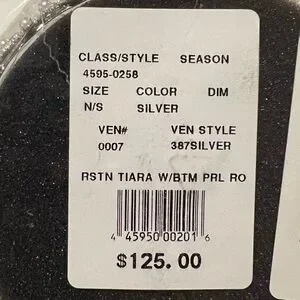 CLASS/STYLE SEASON
4595-0258
SIZE COLOR DIM
N/S SILVER
VEN# VEN STYLE
0007 387SILVER
RSTN TIARA W/BTM PRL RO
4 45950 00201 6
$125.00